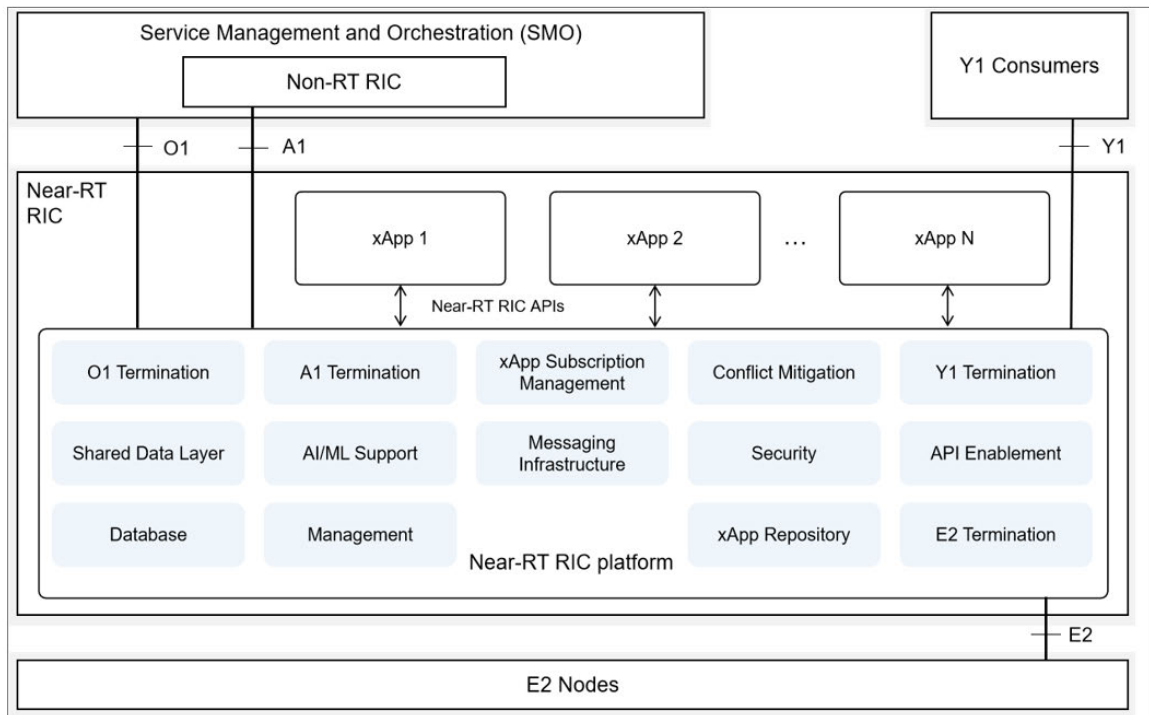 Service Management and Orchestration (SMO)
Non-RT RIC
Y1 Consumers
O1
A1
Y1
Near-RT
RIC
xApp 1
xApp 2
...
xApp N
Near-RT RIC APIs
O1 Termination
A1 Termination
xApp Subscription
Management
Conflict Mitigation
Y1 Termination
Shared Data Layer
AI/ML Support
Messaging
Infrastructure
Security
API Enablement
Database
Management
xApp Repository
E2 Termination
Near-RT RIC platform
E2
E2 Nodes